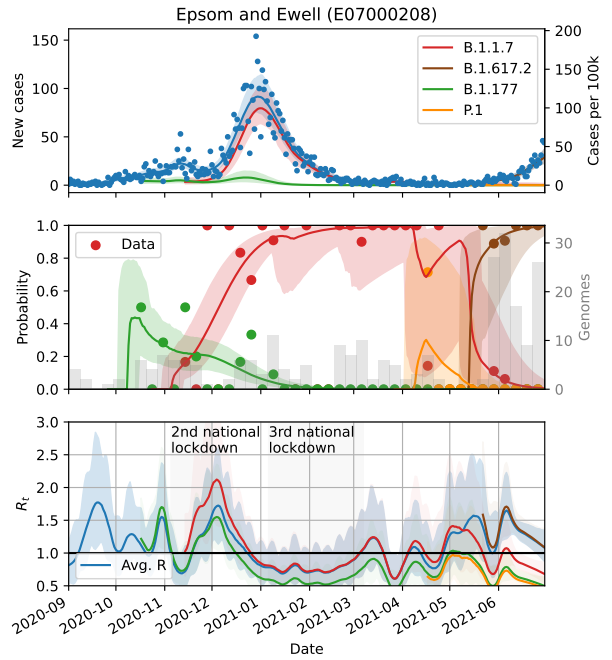 Epsom and Ewell (E07000208)
150
100
50
0
New cases
200
150
100
50
0
Cases per 100k
B.1.1.7
B.1.617.2
B.1.177
P.1
1.0
0.8
0.6
0.4
0.2
0.0
Probability
Data
30
20
10
0
Genomes
3.0
2.5
2.0
1.5
1.0
0.5
Rt
2nd national
lockdown
3rd national
lockdown
Avg. R
2020-09
2020-10
2020-11
2020-12
2021-01
2021-02
2021-03
2021-04
2021-05
2021-06
Date